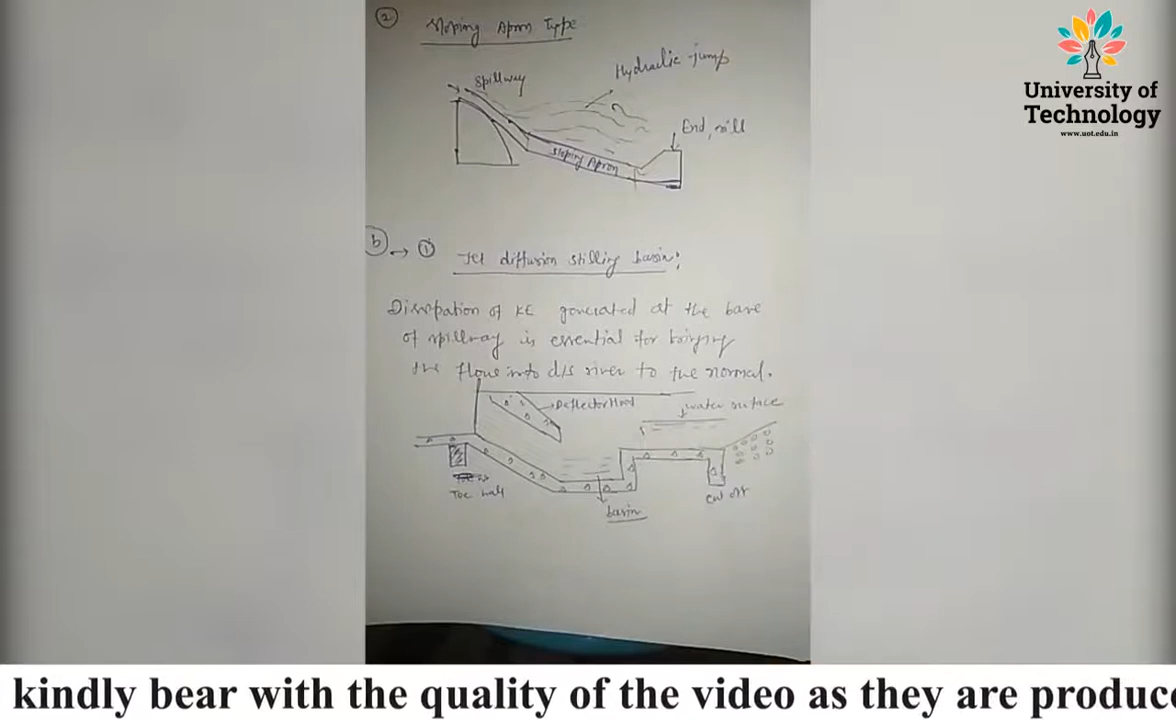 2 Sloping Apron Type
Spillway
Hydraulic jump
End, sill
Sloping Apron
b → 1 Jet diffusion stilling basin;
Dissipation of KE generated at the base
of spillway is essential for bringing
the flows into d/s river to the normal.
Deflector Hood
water surface
Toe wall
basin
cut off
University of
Technology
www.uot.edu.in
kindly bear with the quality of the video as they are produc